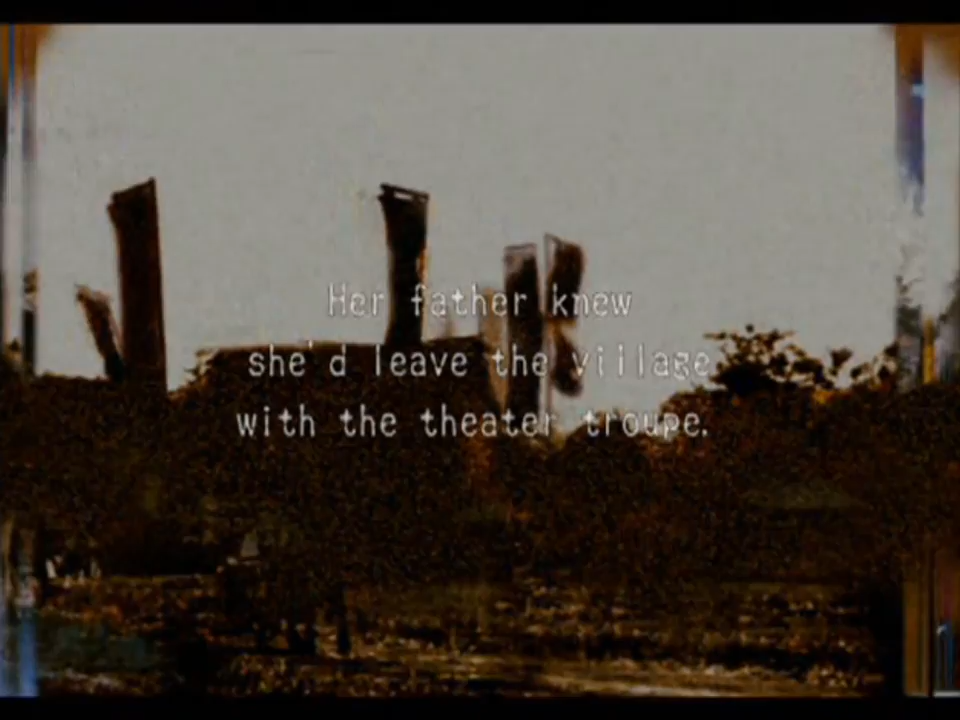 Her father knew
she'd leave the village
with the theater troupe.